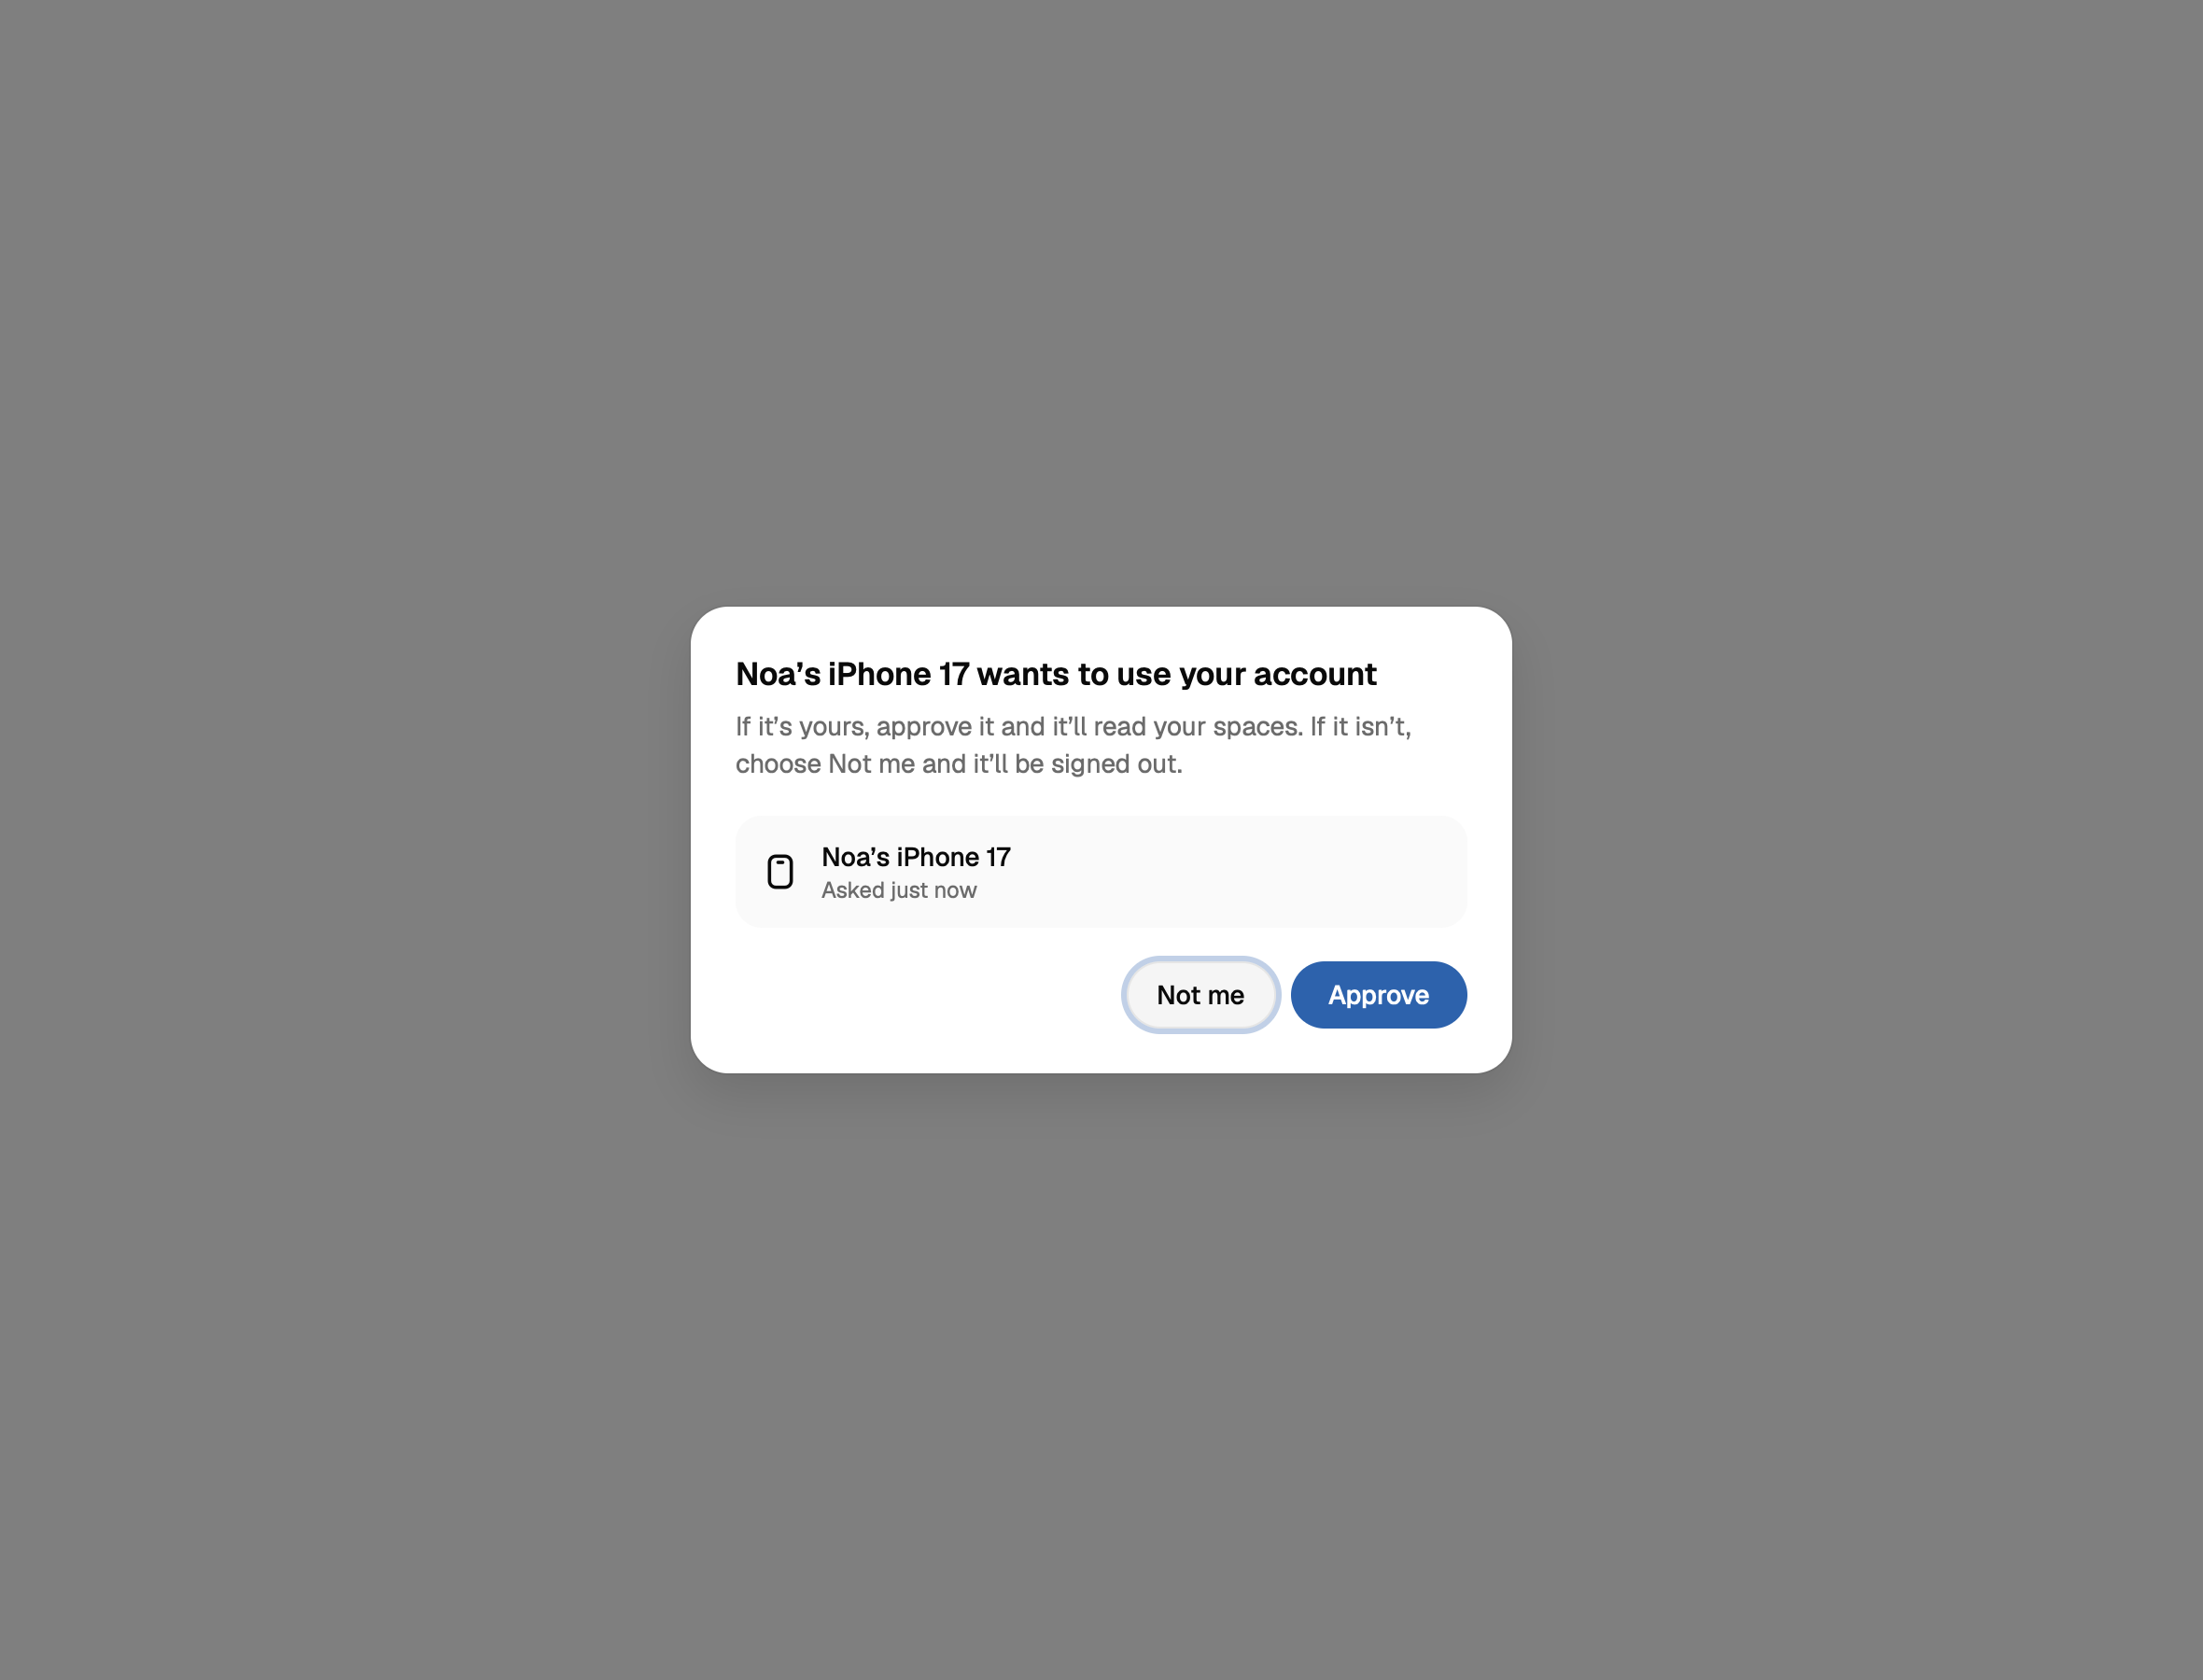 Noa’s iPhone 17 wants to use your account
If it’s yours, approve it and it’ll read your spaces. If it isn’t,
choose Not me and it’ll be signed out.
Noa’s iPhone 17
Asked just now
Not me
Approve